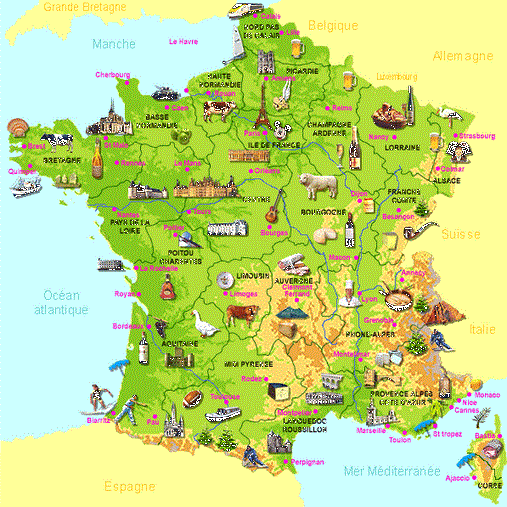 Grande Bretagne
Belgique
Manche
Allemagne
Luxembourg
Suisse
Océan
atlantique
Italie
Espagne
Mer Méditerranée
Calais
Lille
NORD PAS
DE CALAIS
Le Havre
Cherbourg
HAUTE
NORMANDIE
Rouen
Amiens
PICARDIE
Caen
BASSE
NORMANDIE
Reims
CHAMPAGNE
ARDENNE
Paris
ILE DE FRANCE
Nancy
LORRAINE
Strasbourg
Colmar
ALSACE
Brest
St Malo
BRETAGNE
Quimper
Rennes
Le Mans
Orléans
CENTRE
Nantes
PAYS DE LA
LOIRE
Tours
Bourges
BOURGOGNE
Dijon
FRANCHE
COMTE
Besançon
Poitiers
POITOU
CHARENTES
La Rochelle
Macon
LIMOUSIN
AUVERGNE
Royan
Limoges
Clermont
Ferrand
Annecy
Lyon
Grenoble
RHONE-ALPES
Bordeaux
AQUITAINE
MIDI PYRENEE
Montelimar
Rodez
Toulouse
PROVENCE ALPES
COTE D'AZUR
Monaco
Nice
Cannes
Biarritz
Pau
Montpellier
LANGUEDOC
ROUSSILLON
Marseille
Toulon
St tropez
Perpignan
Bastia
Ajaccio
CORSE